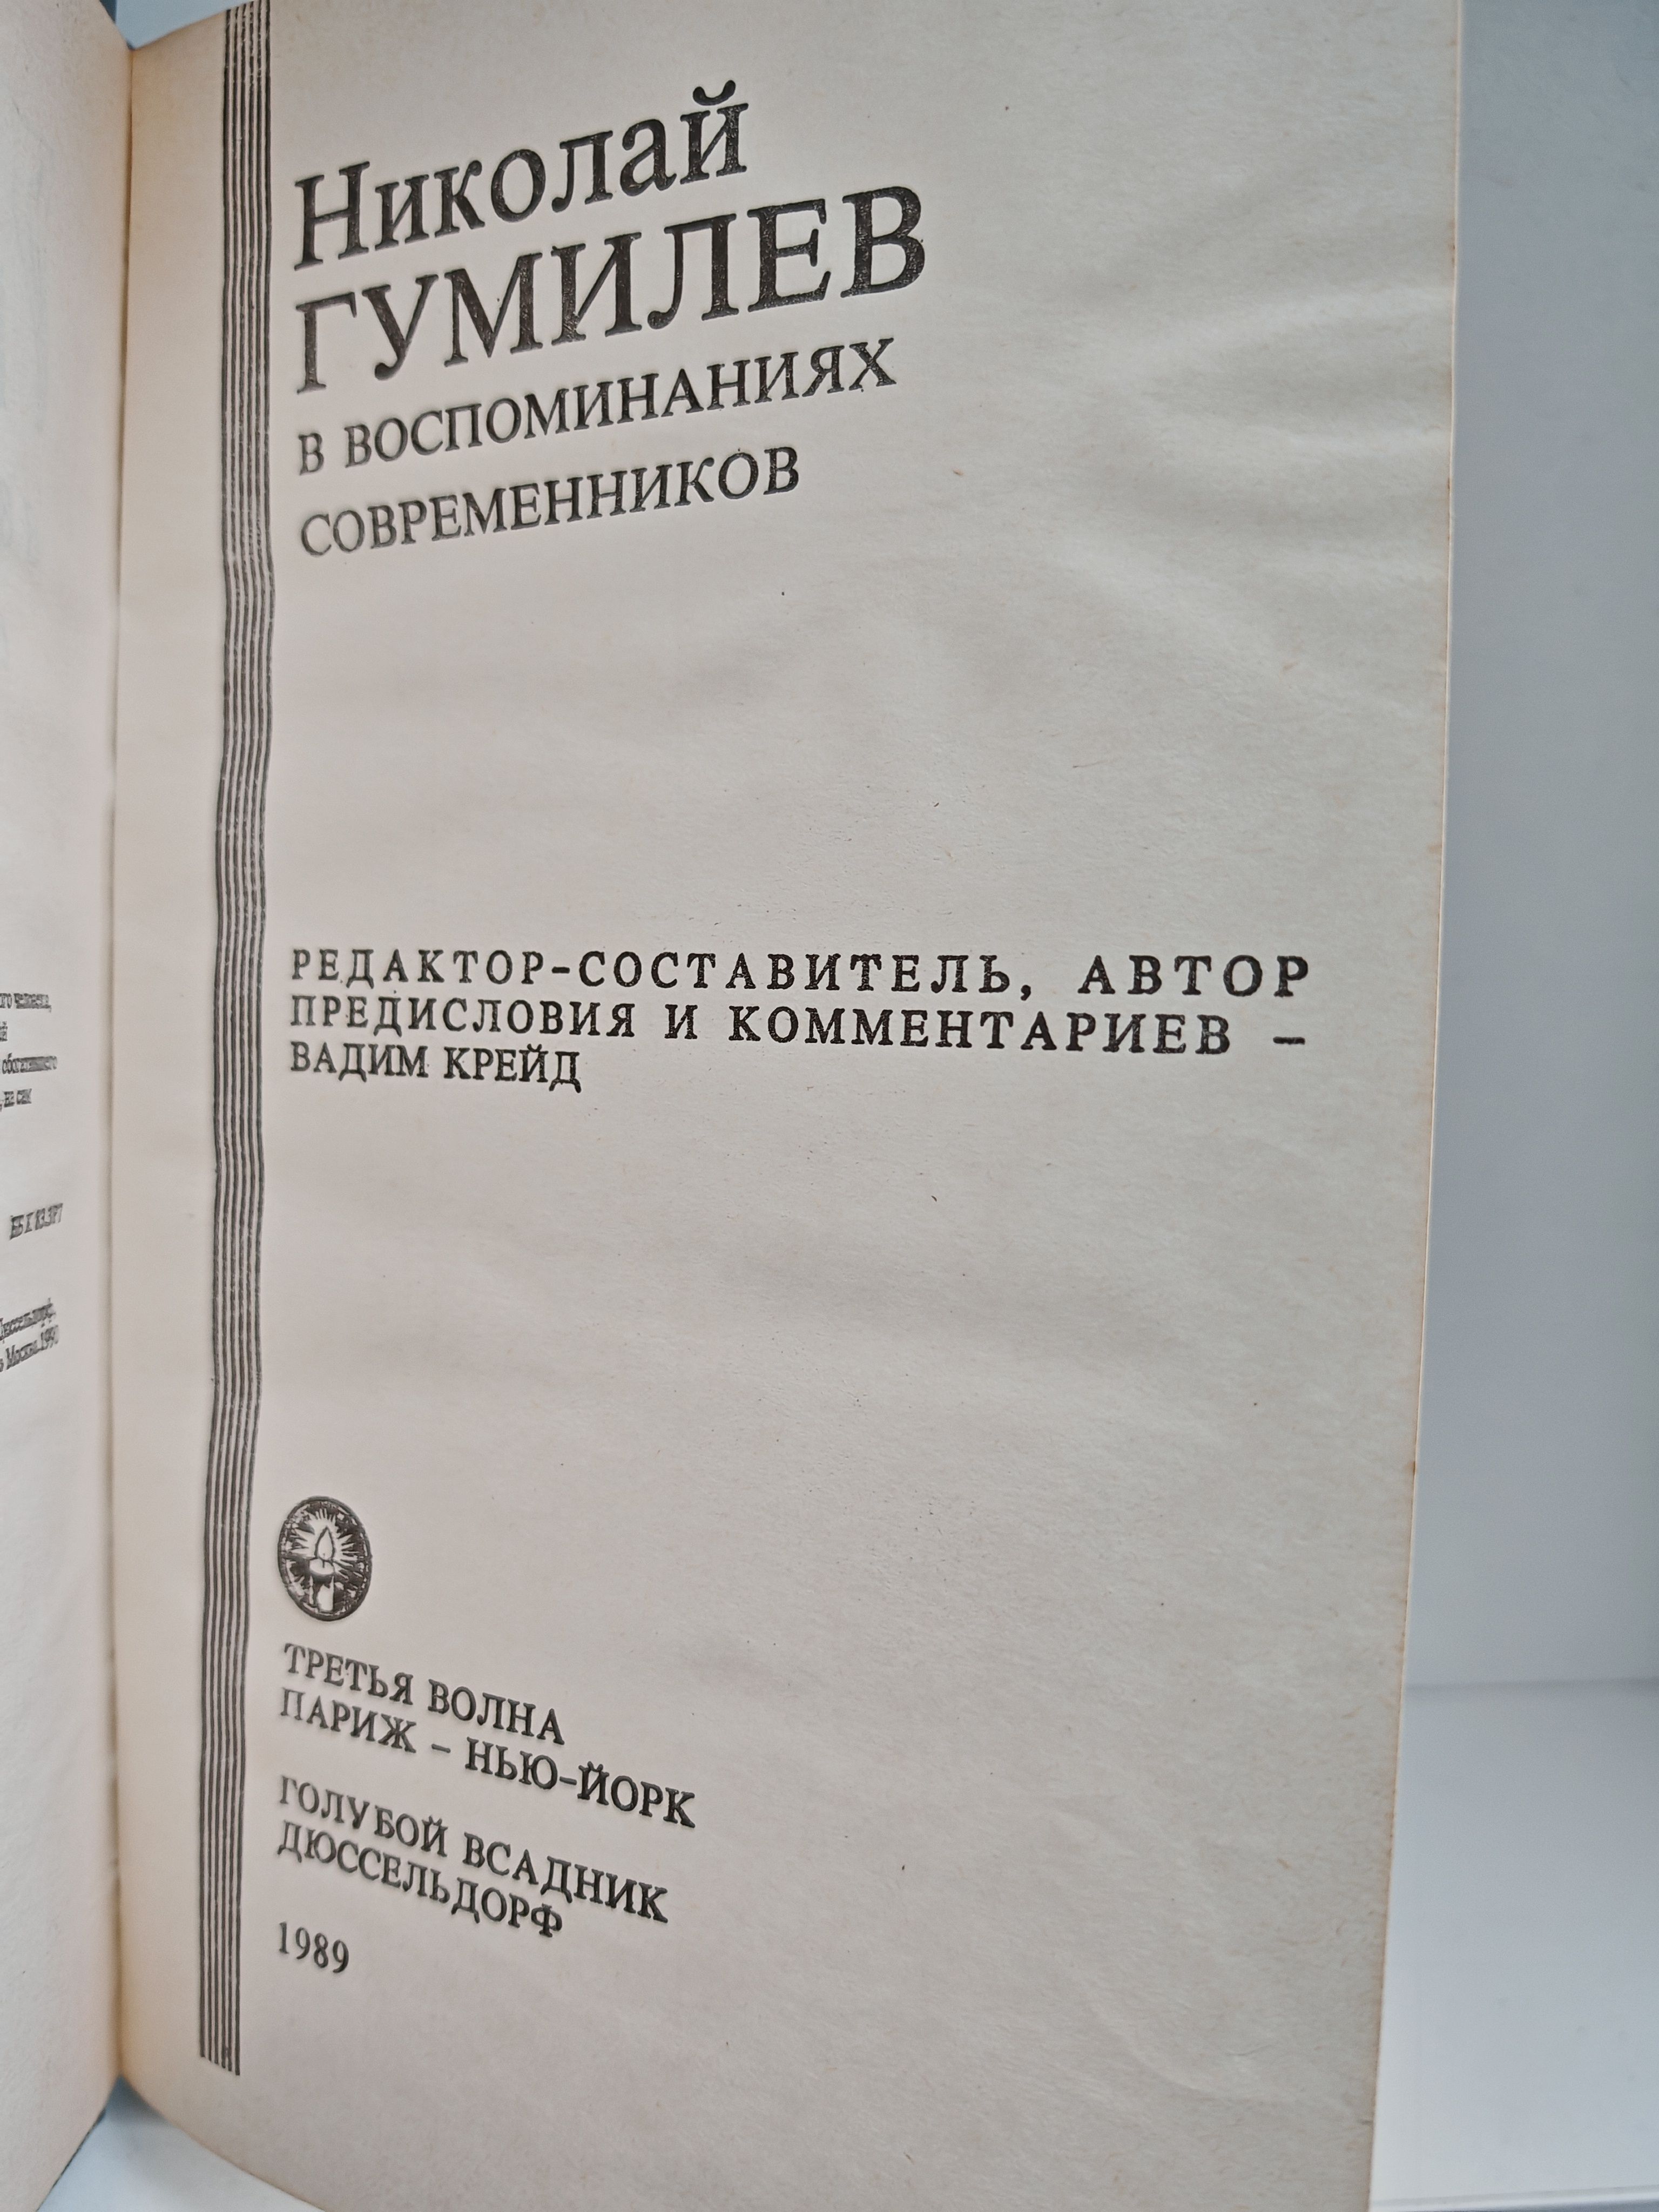 Николай
ГУМИЛЕВ
В ВОСПОМИНАНИЯХ
СОВРЕМЕННИКОВ
РЕДАКТОР-СОСТАВИТЕЛЬ, АВТОР
ПРЕДИСЛОВИЯ И КОММЕНТАРИЕВ –
ВАДИМ КРЕЙД
ТРЕТЬЯ ВОЛНА
ПАРИЖ – НЬЮ-ЙОРК
ГОЛУБОЙ ВСАДНИК
ДЮССЕЛЬДОРФ
1989